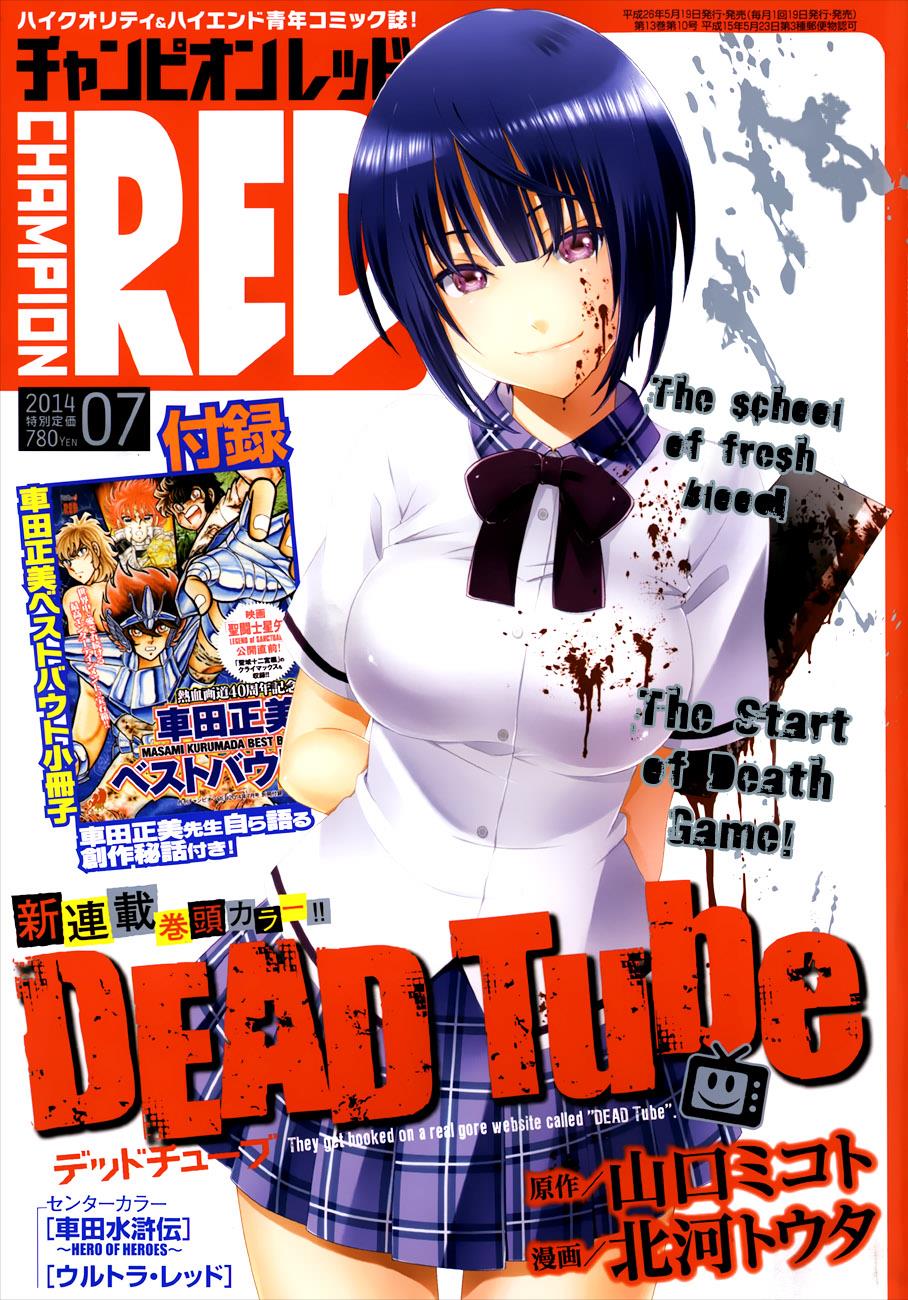 ハイクオリティ&ハイエンド青年コミック誌!
平成26年5月19日発行・発売(毎月1回19日発行・発売)
第13巻第10号 平成15年5月23日第3種郵便物認可
チャンピオンレッド
CHAMPION
RED
2014
特別定価
780YEN
07
付録
車田正美ベストバウト小冊子
映画
聖闘士星矢
LEGEND of SANCTUARY
公開直前!
「聖域十二宮編」の
クライマックスを
収録!!
熱血画道40周年記念
車田正美
MASAMI KURUMADA BEST B
ベストバウ
車田正美先生自ら語る
創作秘話付き!
The school
of fresh
blood
The Start
of Death
Game!
新連載巻頭カラー!!
DEAD Tube
They get hooked on a real gore website called "DEAD Tube".
デッドチューブ
原作/山口ミコト
漫画/北河トウタ
センターカラー
[車田水滸伝]
~HERO OF HEROES~
[ウルトラ・レッド]